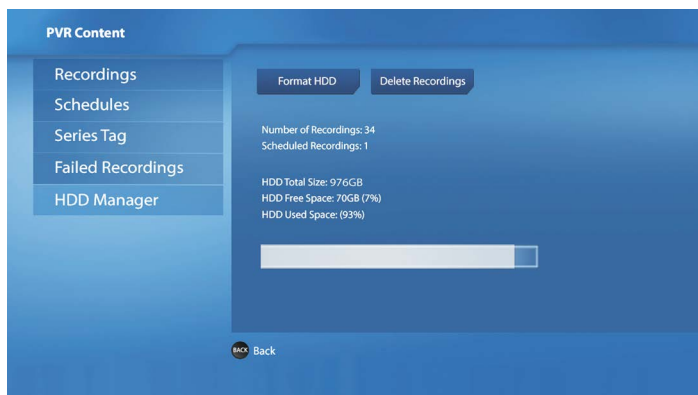 PVR Content
Recordings
Schedules
Series Tag
Failed Recordings
HDD Manager
Format HDD
Delete Recordings
Number of Recordings: 34
Scheduled Recordings: 1
HDD Total Size: 976GB
HDD Free Space: 70GB (7%)
HDD Used Space: (93%)
BACK Back